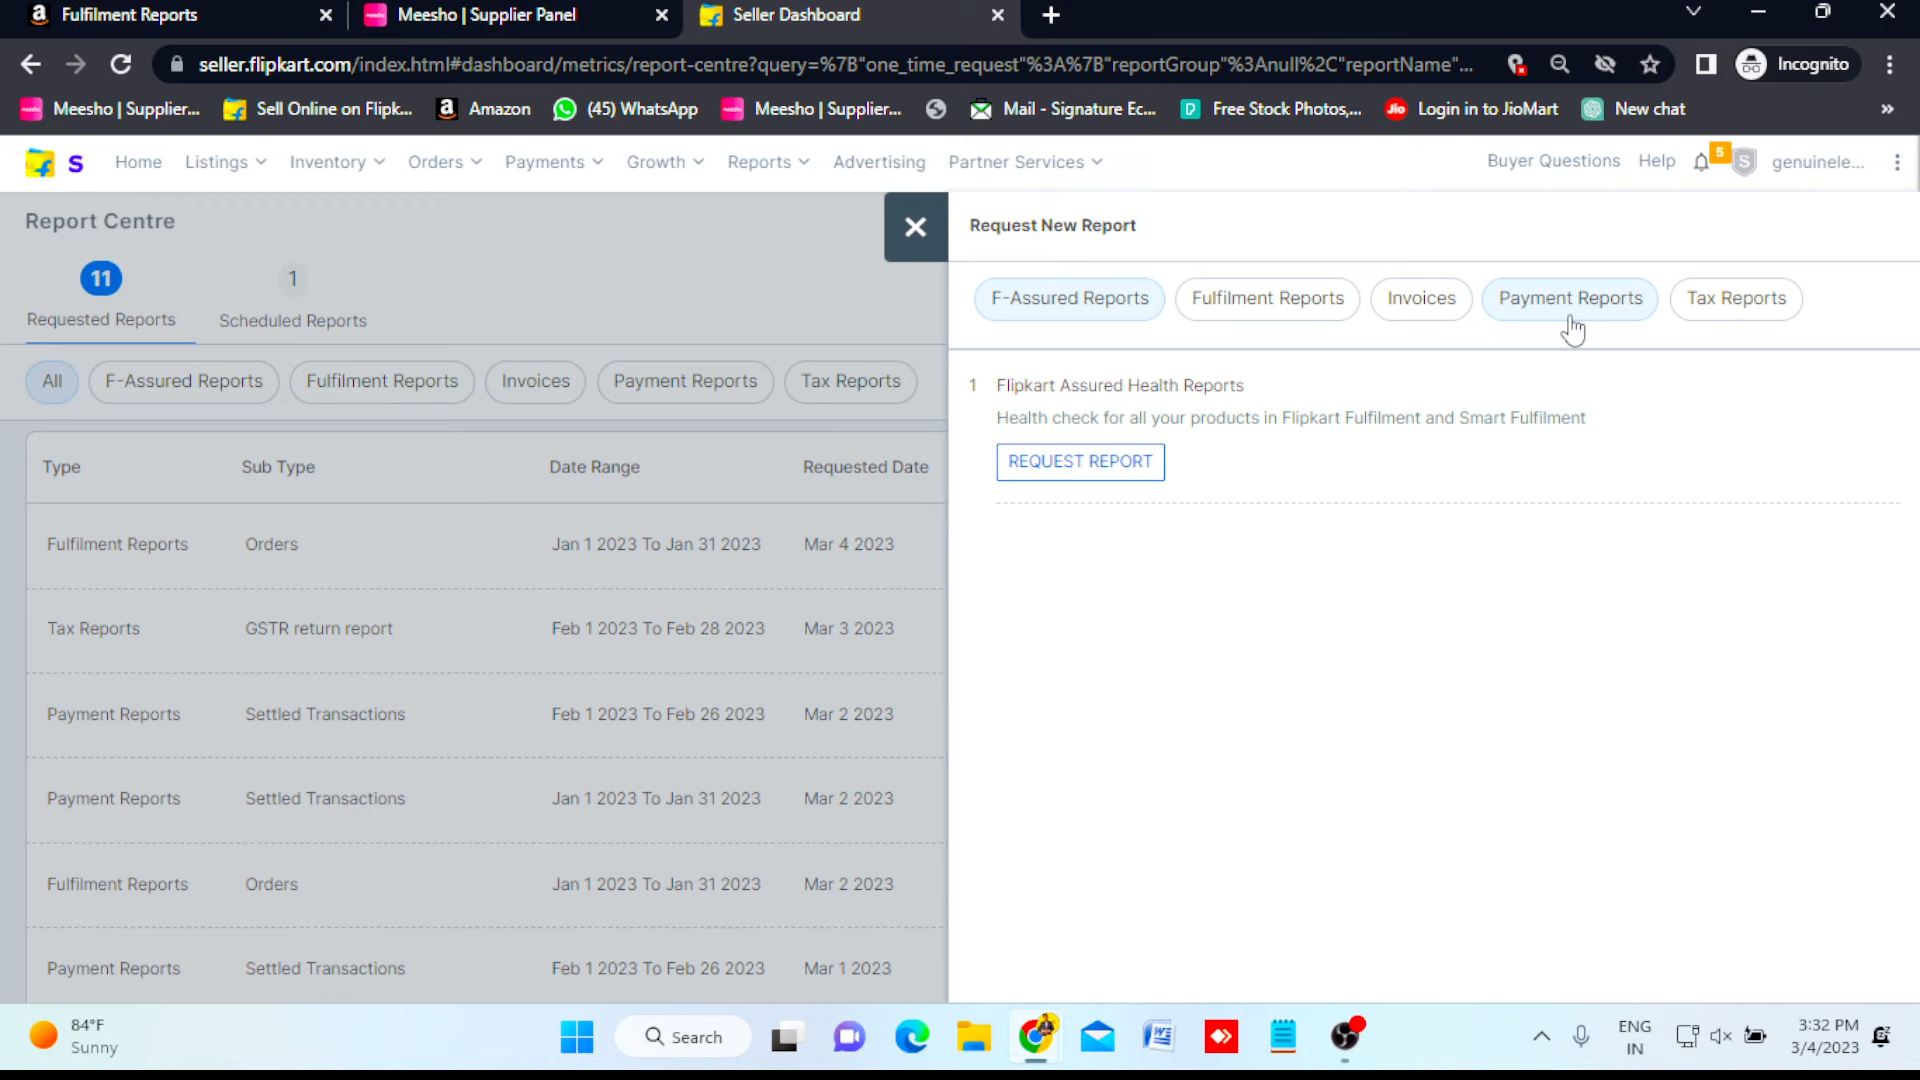 Fulfilment Reports
Meesho | Supplier Panel
Seller Dashboard
seller.flipkart.com/index.html#dashboard/metrics/report-centre?query=%7B"one_time_request"%3A%7B"reportGroup"%3Anull%2C"reportName"...
Incognito
Meesho | Supplier...
Sell Online on Flipk...
Amazon
(45) WhatsApp
Meesho | Supplier...
Mail - Signature Ec...
Free Stock Photos,...
Login in to JioMart
New chat
»
Home
Listings
Inventory
Orders
Payments
Growth
Reports
Advertising
Partner Services
Buyer Questions
Help
5
S
genuinele...
Report Centre
11
1
Requested Reports
Scheduled Reports
All
F-Assured Reports
Fulfilment Reports
Invoices
Payment Reports
Tax Reports
Type
Sub Type
Date Range
Requested Date
Fulfilment Reports
Orders
Jan 1 2023 To Jan 31 2023
Mar 4 2023
Tax Reports
GSTR return report
Feb 1 2023 To Feb 28 2023
Mar 3 2023
Payment Reports
Settled Transactions
Feb 1 2023 To Feb 26 2023
Mar 2 2023
Payment Reports
Settled Transactions
Jan 1 2023 To Jan 31 2023
Mar 2 2023
Fulfilment Reports
Orders
Jan 1 2023 To Jan 31 2023
Mar 2 2023
Payment Reports
Settled Transactions
Feb 1 2023 To Feb 26 2023
Mar 1 2023
Request New Report
F-Assured Reports
Fulfilment Reports
Invoices
Payment Reports
Tax Reports
1 Flipkart Assured Health Reports
Health check for all your products in Flipkart Fulfilment and Smart Fulfilment
REQUEST REPORT
84°F
Sunny
Search
ENG
IN
3:32 PM
3/4/2023